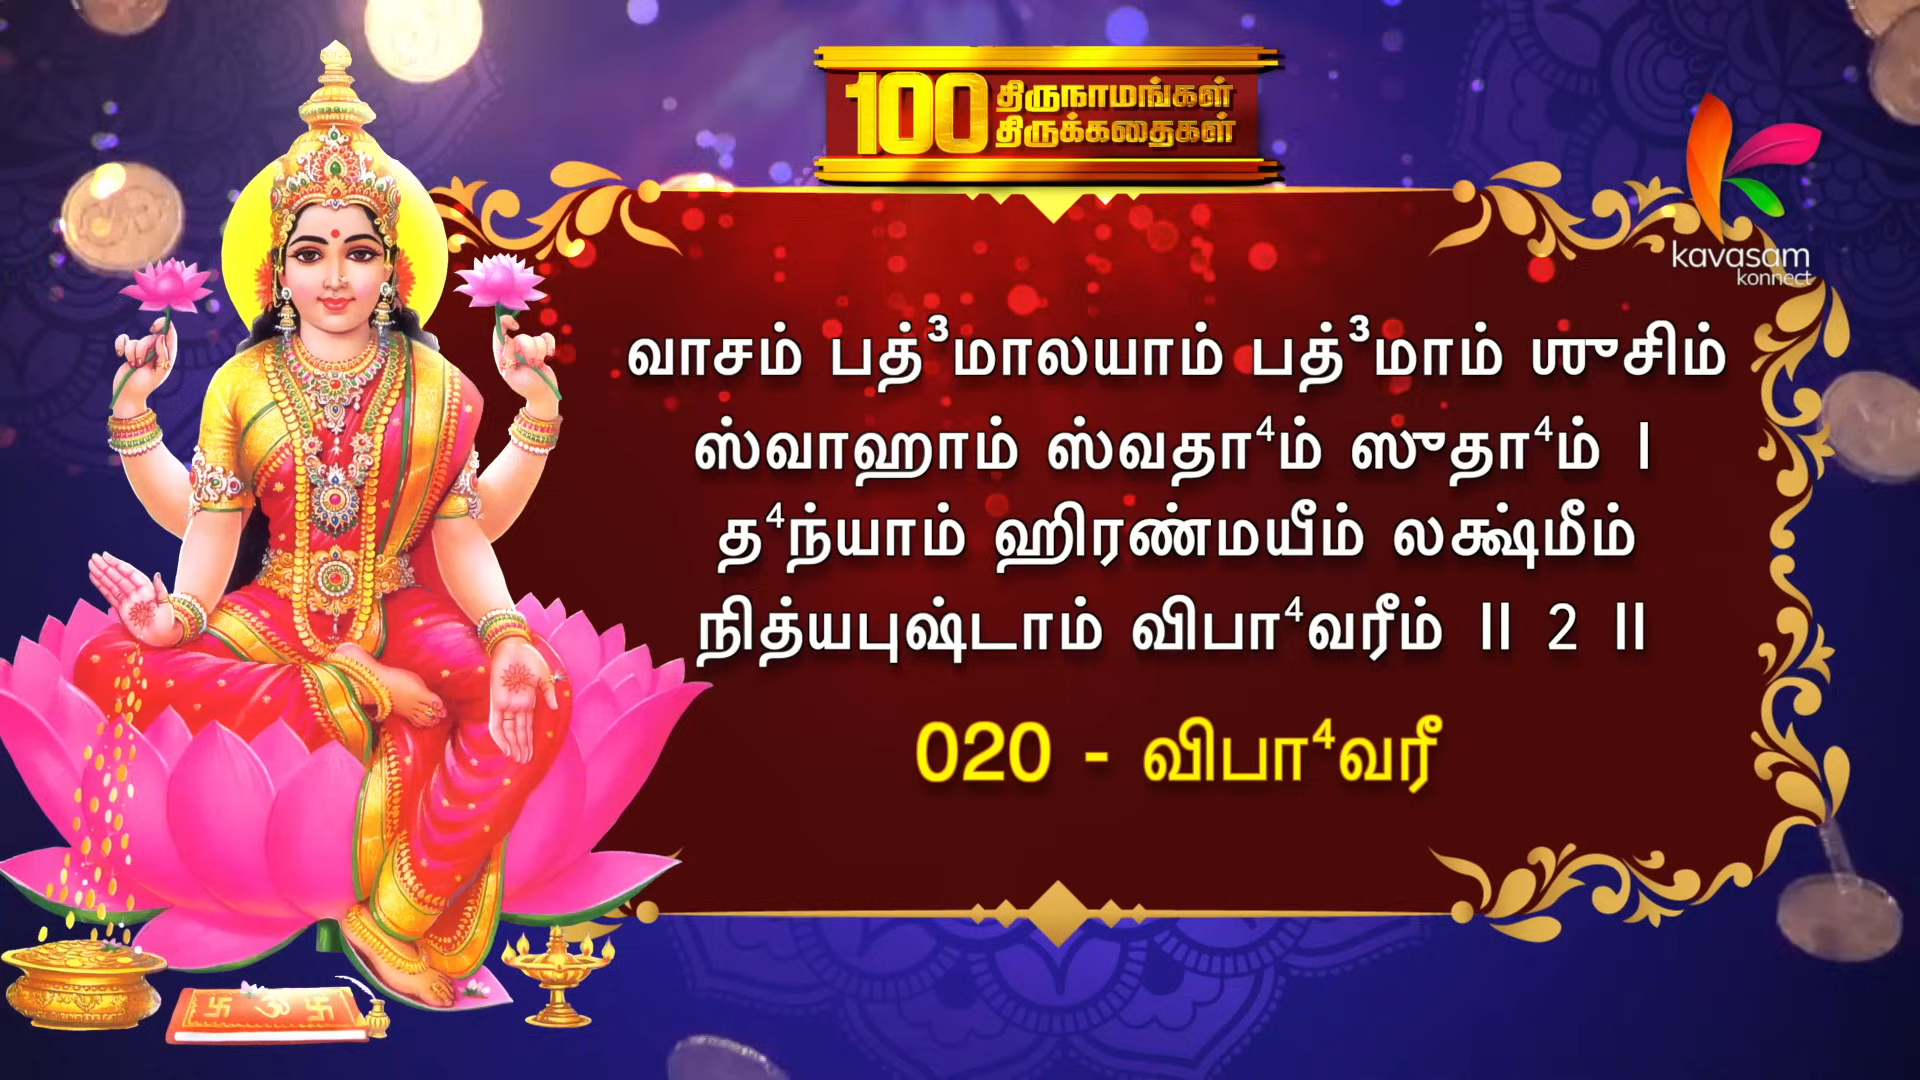 100 திருநாமங்கள்
திருக்கதைகள்
kavasam
konnect
வாசம் பத்³மாலயாம் பத்³மாம் ஶுசிம்
ஸ்வாஹாம் ஸ்வதா⁴ம் ஸுதா⁴ம் ।
த⁴ந்யாம் ஹிரண்மயீம் லக்ஷ்மீம்
நித்யபுஷ்டாம் விபா⁴வரீம் ॥ 2 ॥
020 - விபா⁴வரீ